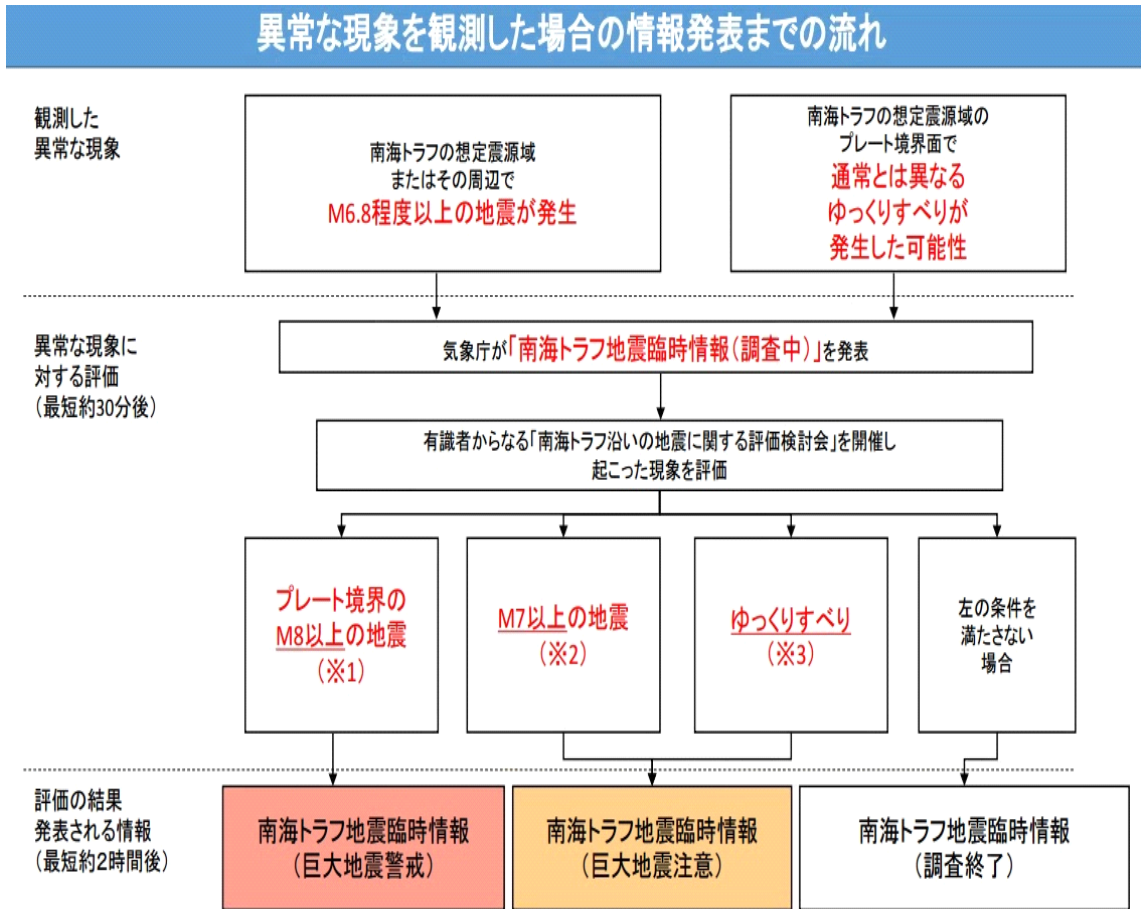 異常な現象を観測した場合の情報発表までの流れ
観測した
異常な現象
南海トラフの想定震源域
またはその周辺で
M6.8程度以上の地震が発生
南海トラフの想定震源域の
プレート境界面で
通常とは異なる
ゆっくりすべりが
発生した可能性
異常な現象に
対する評価
(最短約30分後)
気象庁が「南海トラフ地震臨時情報(調査中)」を発表
有識者からなる「南海トラフ沿いの地震に関する評価検討会」を開催し
起こった現象を評価
プレート境界の
M8以上の地震
(※1)
M7以上の地震
(※2)
ゆっくりすべり
(※3)
左の条件を
満たさない
場合
評価の結果
発表される情報
(最短約2時間後)
南海トラフ地震臨時情報
(巨大地震警戒)
南海トラフ地震臨時情報
(巨大地震注意)
南海トラフ地震臨時情報
(調査終了)